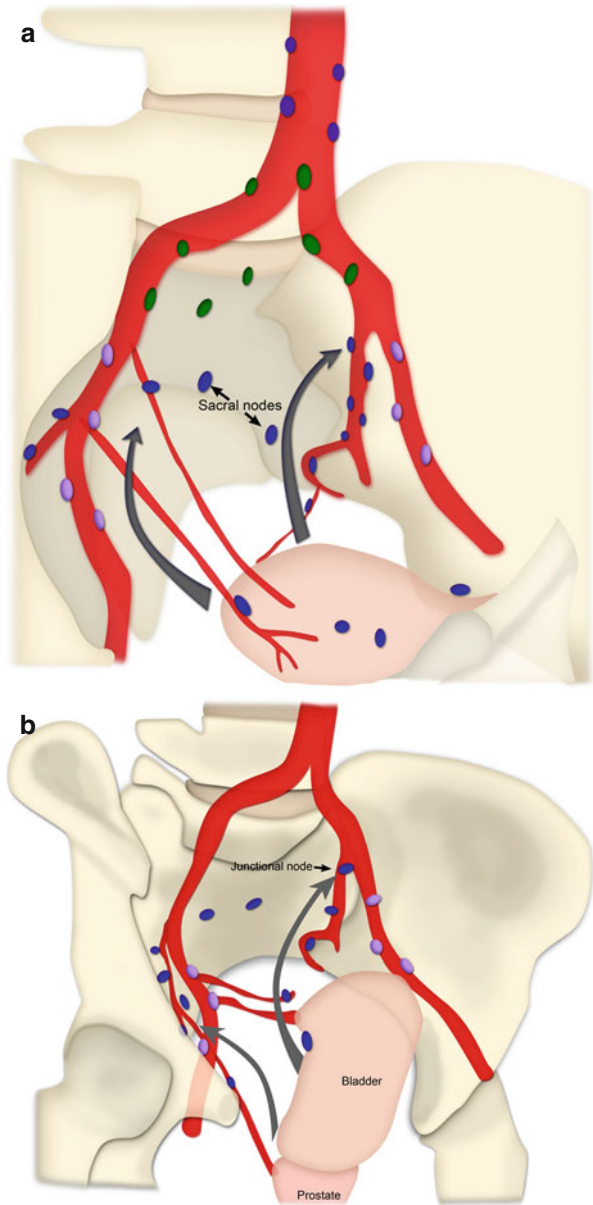 a
Sacral nodes
b
Junctional node
Bladder
Prostate